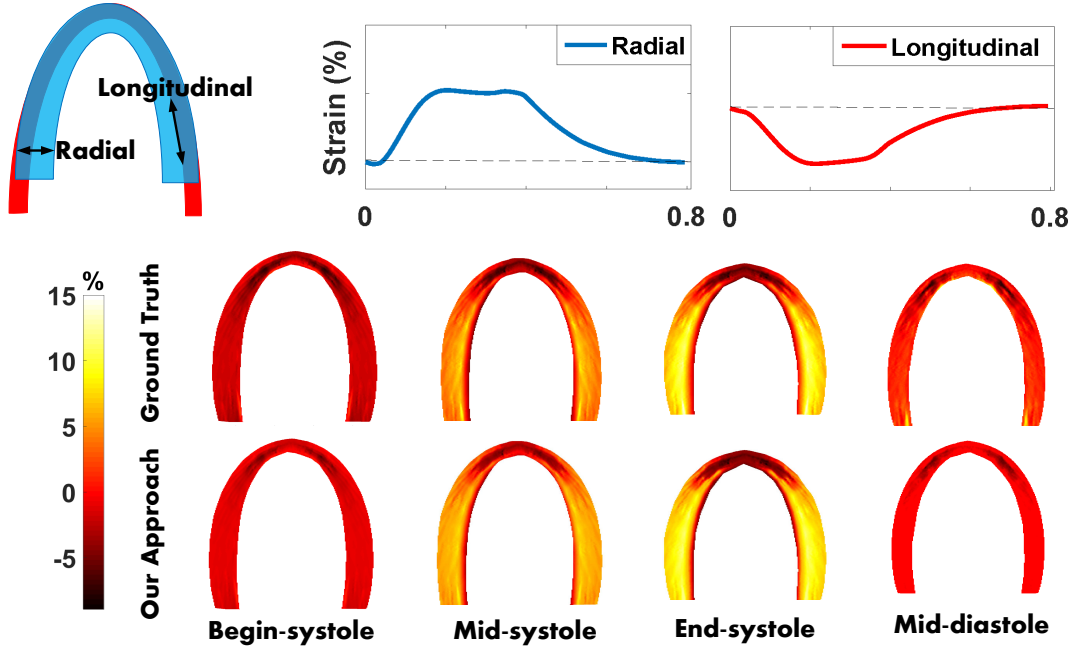 Longitudinal
Radial
Strain (%)
Radial
0
0.8
Longitudinal
0
0.8
%
15
10
5
0
-5
Ground Truth
Our Approach
Begin-systole
Mid-systole
End-systole
Mid-diastole